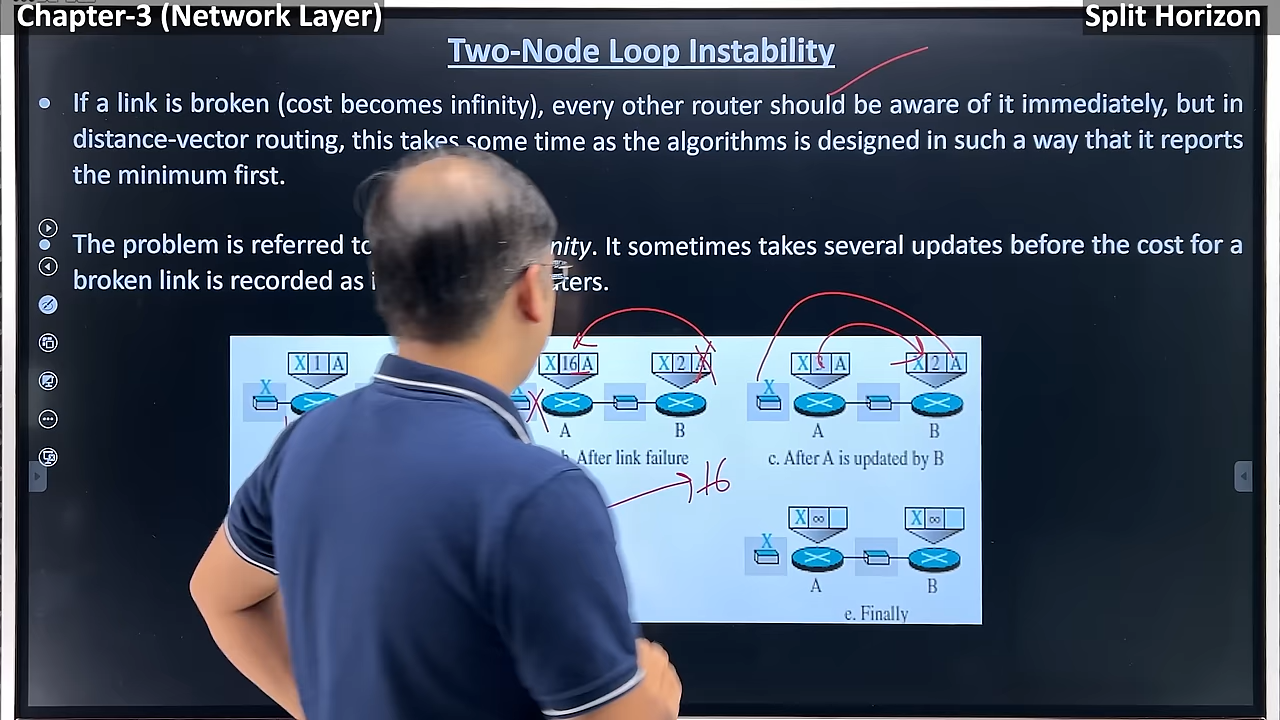 Chapter-3 (Network Layer)
Split Horizon
Two-Node Loop Instability
• If a link is broken (cost becomes infinity), every other router should be aware of it immediately, but in
distance-vector routing, this takes some time as the algorithms is designed in such a way that it reports
the minimum first.
• The problem is referred
. It sometimes takes several updates before the cost for a
broken link is recorded as
X 1 A
X 16 A
X 2
X A
X 2 A
X
X
A
B
A
B
After link failure
c. After A is updated by B
16
X ∞
X ∞
X
A
B
e. Finally